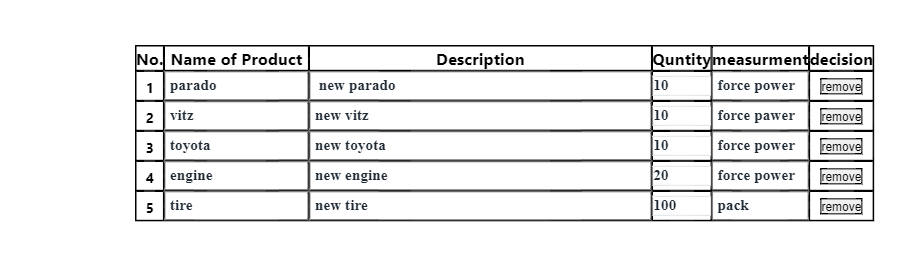 No. Name of Product Description Quntity measurment decision
1 parado new parado 10 force power remove
2 vitz new vitz 10 force pawer remove
3 toyota new toyota 10 force power remove
4 engine new engine 20 force power remove
5 tire new tire 100 pack remove